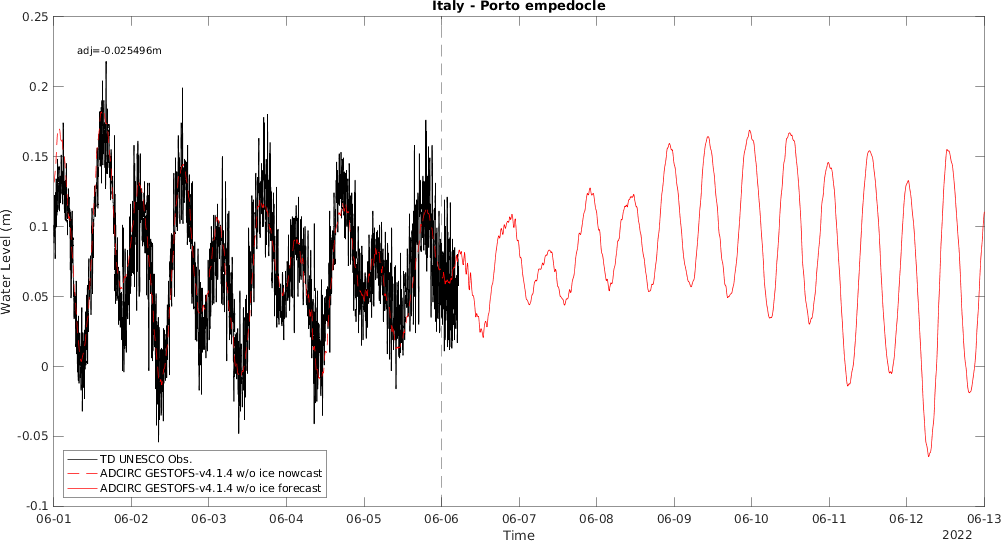 Italy - Porto empedocle
0.25
adj=-0.025496m
0.2
0.15
0.1
0.05
0
-0.05
-0.1
Water Level (m)
TD UNESCO Obs.
ADCIRC GESTOFS-v4.1.4 w/o ice nowcast
ADCIRC GESTOFS-v4.1.4 w/o ice forecast
06-01 06-02 06-03 06-04 06-05 06-06 06-07 06-08 06-09 06-10 06-11 06-12 06-13
Time
2022